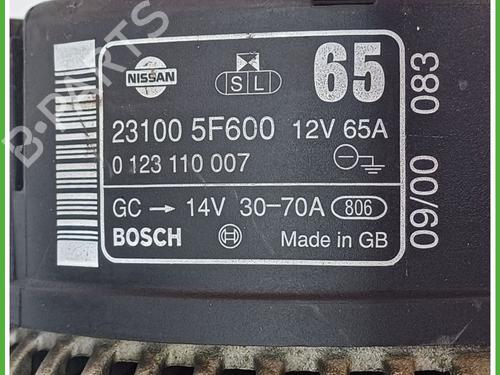 NISSAN
S L
65
23100 5F600 12V 65A
0 123 110 007
GC → 14V 30-70A 806
BOSCH Made in GB
09/00 083
B-PARTS